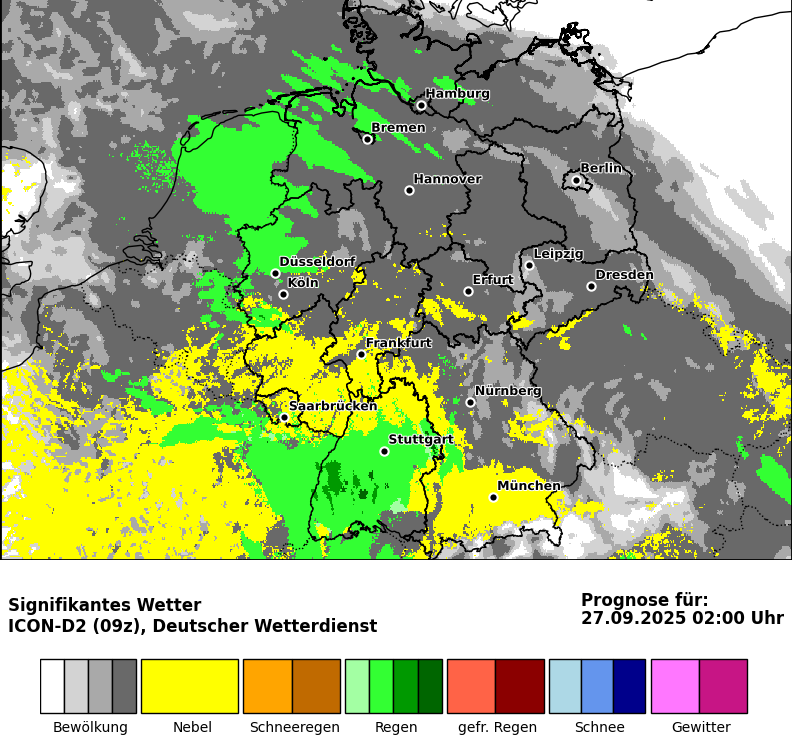 Hamburg
Bremen
Berlin
Hannover
Leipzig
Düsseldorf
Dresden
Köln
Erfurt
Frankfurt
Nürnberg
Saarbrücken
Stuttgart
München
Signifikantes Wetter
ICON-D2 (09z), Deutscher Wetterdienst
Prognose für:
27.09.2025 02:00 Uhr
Bewölkung
Nebel
Schneeregen
Regen
gefr. Regen
Schnee
Gewitter